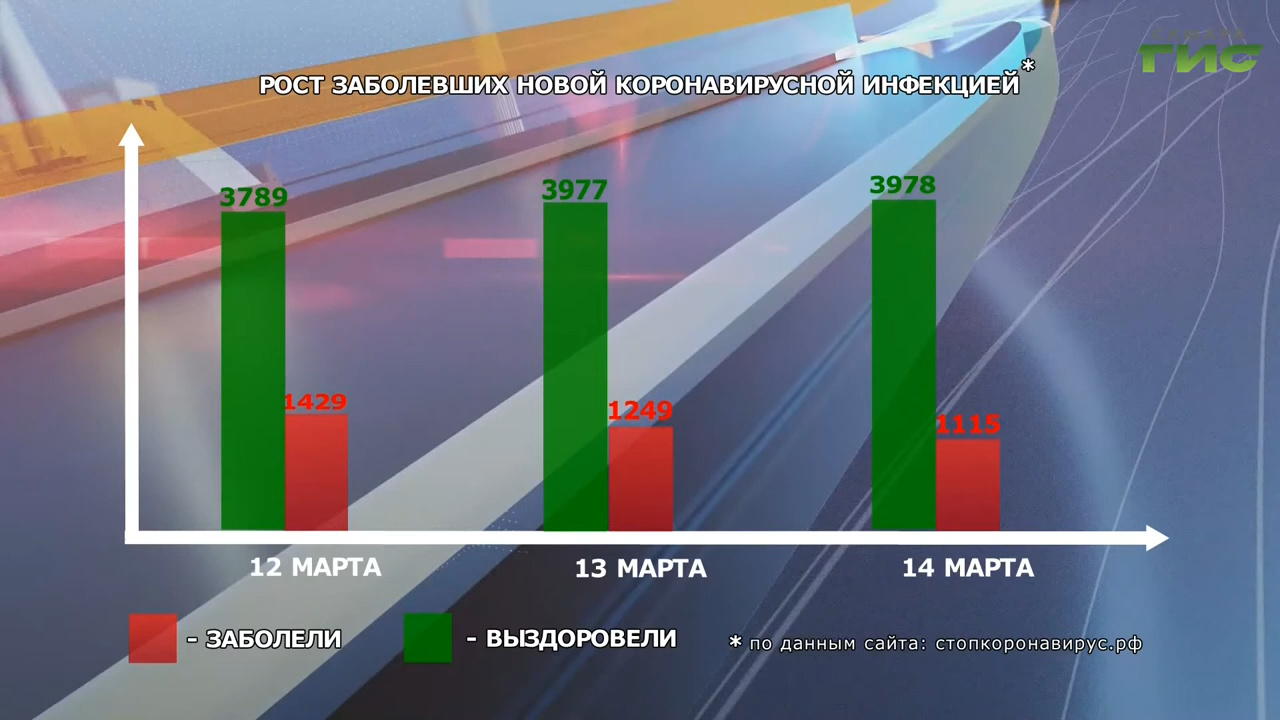 САМАРА
ГИС
РОСТ ЗАБОЛЕВШИХ НОВОЙ КОРОНАВИРУСНОЙ ИНФЕКЦИЕЙ*
3789
3977
3978
1429
1249
1115
12 МАРТА
13 МАРТА
14 МАРТА
- ЗАБОЛЕЛИ
- ВЫЗДОРОВЕЛИ
* по данным сайта: стопкоронавирус.рф